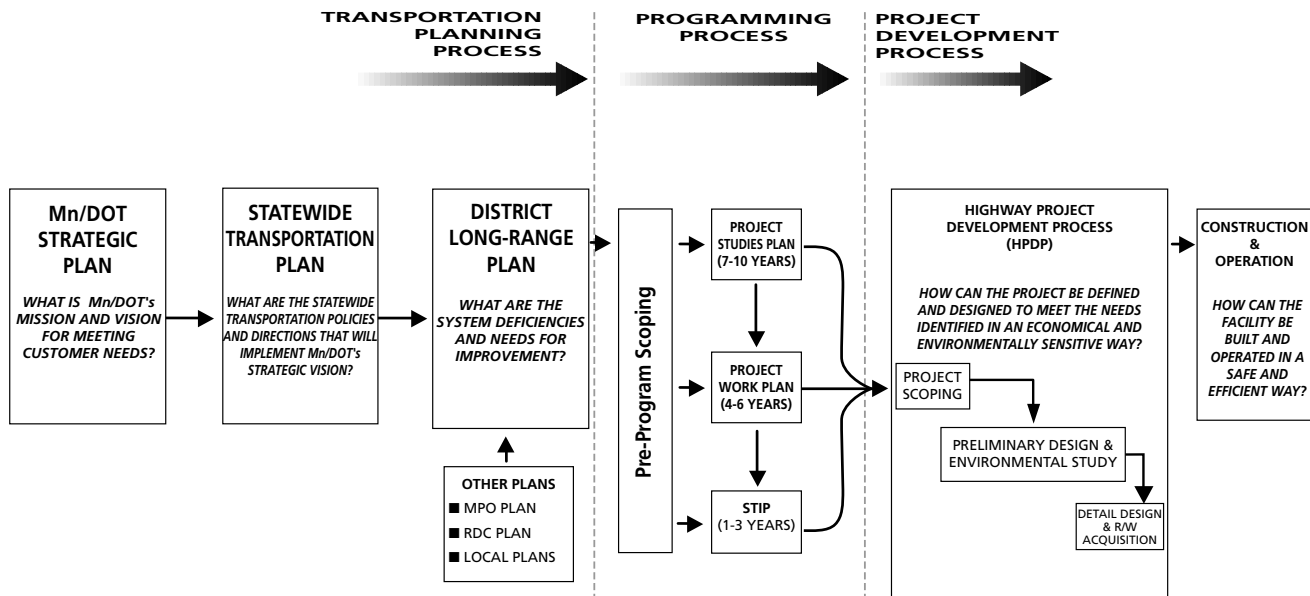 TRANSPORTATION
PLANNING
PROCESS
PROGRAMMING
PROCESS
PROJECT
DEVELOPMENT
PROCESS
Mn/DOT
STRATEGIC
PLAN
WHAT IS Mn/DOT's
MISSION AND VISION
FOR MEETING
CUSTOMER NEEDS?
STATEWIDE
TRANSPORTATION
PLAN
WHAT ARE THE STATEWIDE
TRANSPORTATION POLICIES
AND DIRECTIONS THAT WILL
IMPLEMENT Mn/DOT's
STRATEGIC VISION?
DISTRICT
LONG-RANGE
PLAN
WHAT ARE THE
SYSTEM DEFICIENCIES
AND NEEDS FOR
IMPROVEMENT?
OTHER PLANS
■ MPO PLAN
■ RDC PLAN
■ LOCAL PLANS
Pre-Program Scoping
PROJECT
STUDIES PLAN
(7-10 YEARS)
PROJECT
WORK PLAN
(4-6 YEARS)
STIP
(1-3 YEARS)
HIGHWAY PROJECT
DEVELOPMENT PROCESS
(HPDP)
HOW CAN THE PROJECT BE DEFINED
AND DESIGNED TO MEET THE NEEDS
IDENTIFIED IN AN ECONOMICAL AND
ENVIRONMENTALLY SENSITIVE WAY?
PROJECT
SCOPING
PRELIMINARY DESIGN &
ENVIRONMENTAL STUDY
DETAIL DESIGN
& R/W
ACQUISITION
CONSTRUCTION
&
OPERATION
HOW CAN THE
FACILITY BE
BUILT AND
OPERATED IN A
SAFE AND
EFFICIENT WAY?